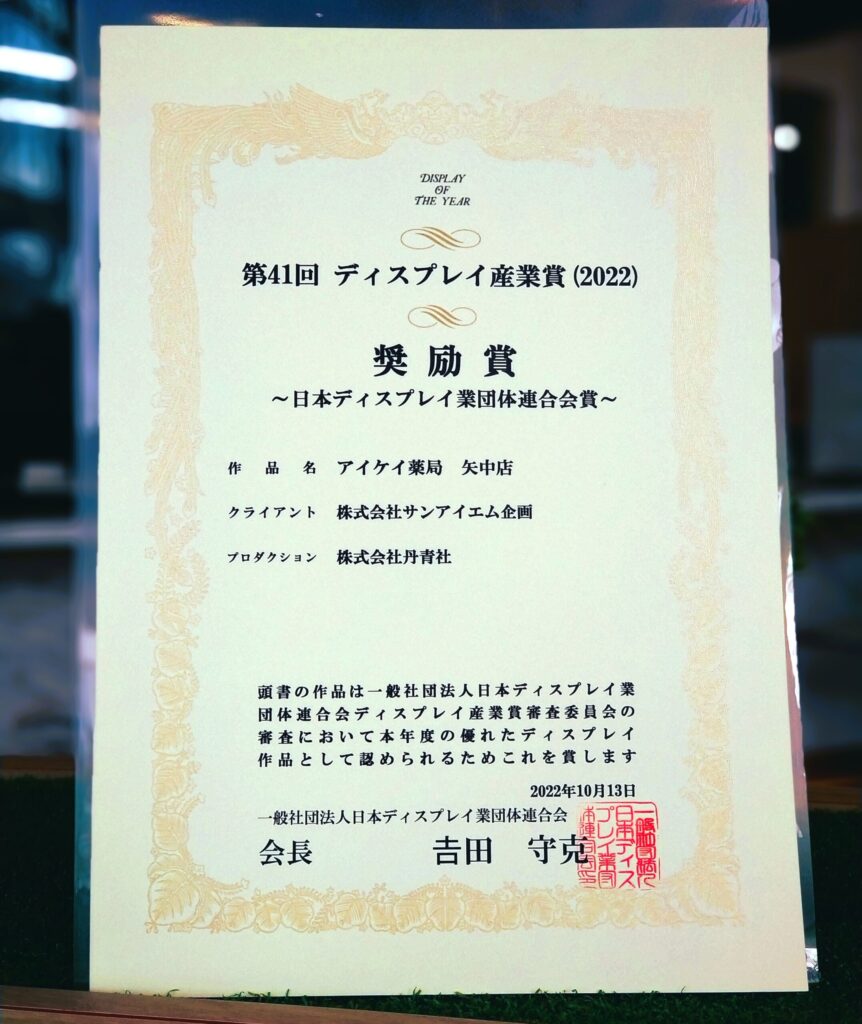 DISPLAY
OF
THE YEAR
第41回 ディスプレイ産業賞(2022)
奨励賞
～日本ディスプレイ業団体連合会賞～
作品名 アイケイ薬局 矢中店
クライアント 株式会社サンアイエム企画
プロダクション 株式会社丹青社
頭書の作品は一般社団法人日本ディスプレイ業
団体連合会ディスプレイ産業賞審査委員会の
審査において本年度の優れたディスプレイ
作品として認められるためこれを賞します
2022年10月13日
一般社団法人日本ディスプレイ業団体連合会
会長 𠮷田 守克